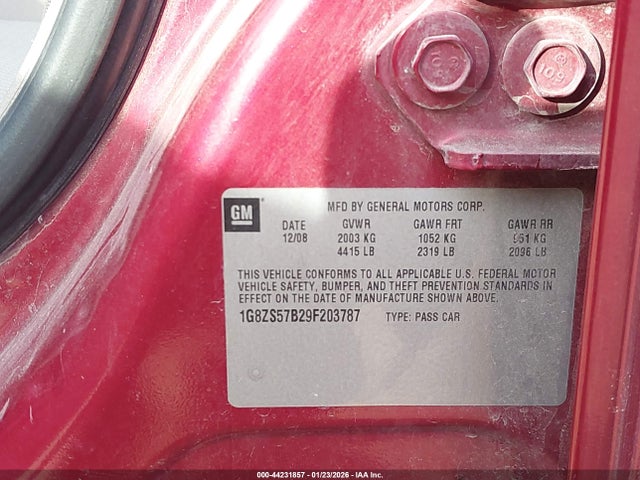 109
GM
MFD BY GENERAL MOTORS CORP.
DATE GVWR GAWR FRT GAWR RR
12/08 2003 KG 1052 KG 951 KG
4415 LB 2319 LB 2096 LB
THIS VEHICLE CONFORMS TO ALL APPLICABLE U.S. FEDERAL MOTOR
VEHICLE SAFETY, BUMPER, AND THEFT PREVENTION STANDARDS IN
EFFECT ON THE DATE OF MANUFACTURE SHOWN ABOVE.
1G8ZS57B29F203787 TYPE: PASS CAR
000-44231857 | 01/23/2026 | IAA Inc.